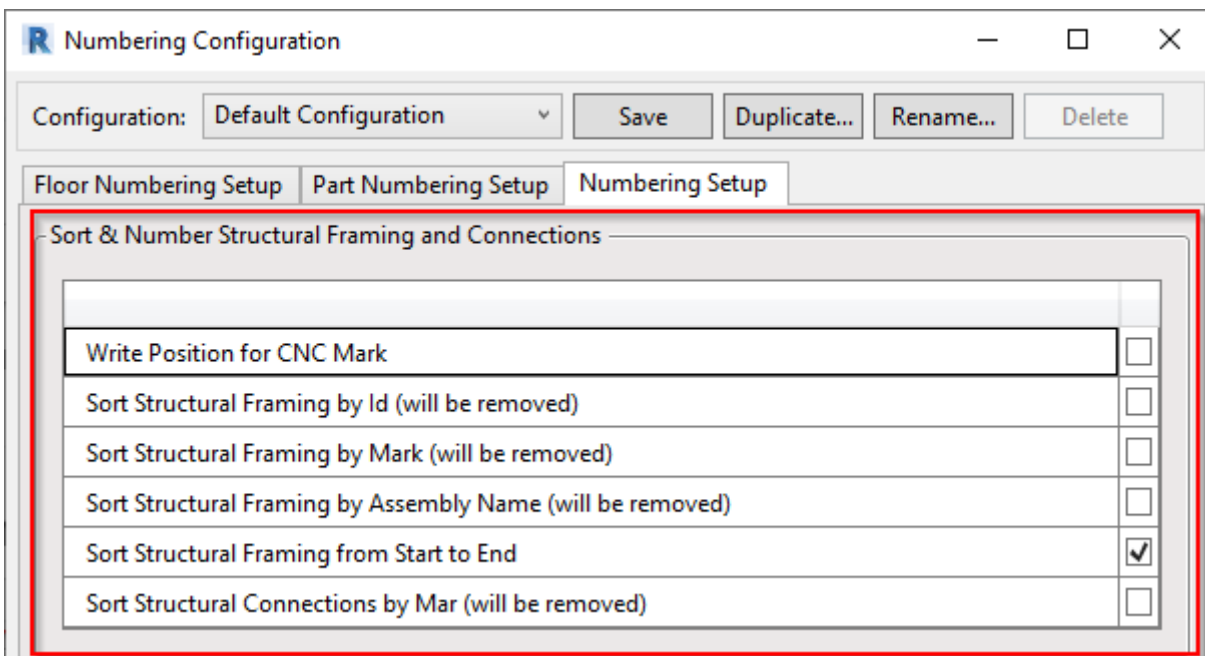 R Numbering Configuration
Configuration: Default Configuration Save Duplicate... Rename... Delete
Floor Numbering Setup Part Numbering Setup Numbering Setup
Sort & Number Structural Framing and Connections
Write Position for CNC Mark
Sort Structural Framing by Id (will be removed)
Sort Structural Framing by Mark (will be removed)
Sort Structural Framing by Assembly Name (will be removed)
Sort Structural Framing from Start to End
Sort Structural Connections by Mar (will be removed)